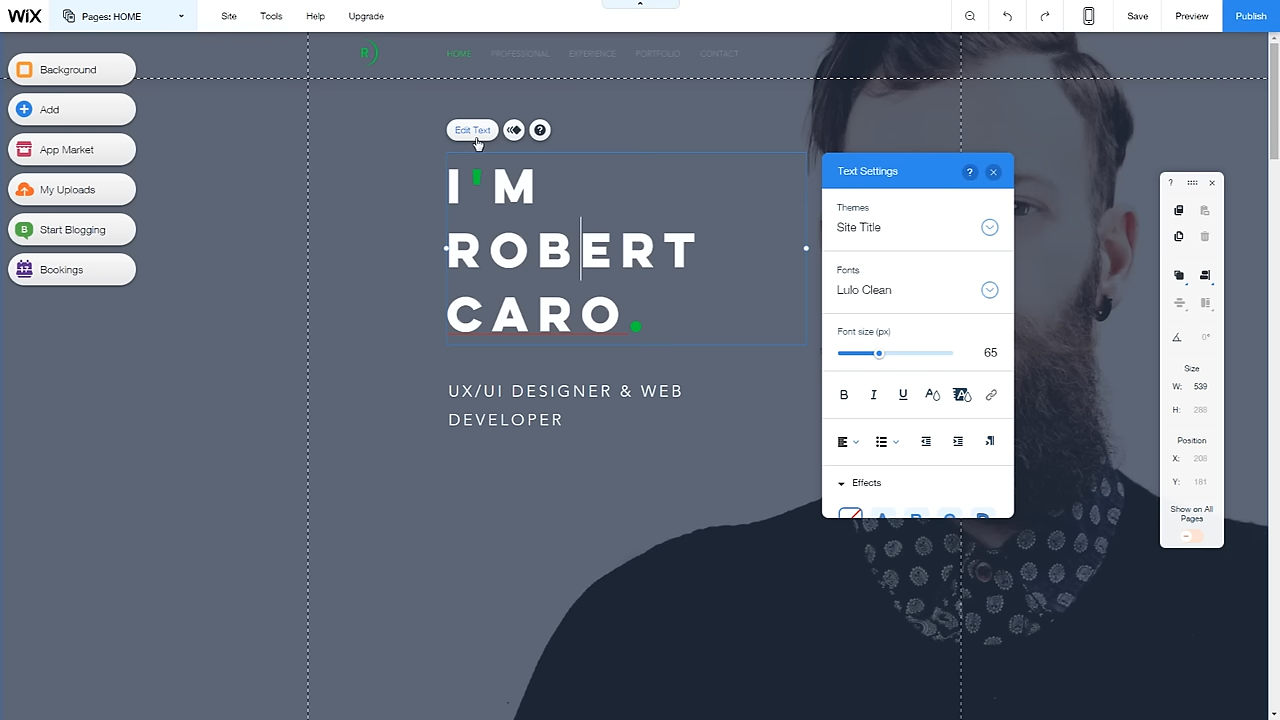 WiX Pages: HOME Site Tools Help Upgrade Save Preview Publish
R) HOME PROFESSIONAL EXPERIENCE PORTFOLIO CONTACT
Background
Add
App Market
My Uploads
Start Blogging
Bookings
Edit Text ?
I'M
ROBERT
CARO.
UX/UI DESIGNER & WEB
DEVELOPER
Text Settings ?
Themes
Site Title
Fonts
Lulo Clean
Font size (px)
65
B I U A A
Effects
?
0°
Size
W: 539
H: 288
Position
X: 208
Y: 181
Show on All
Pages